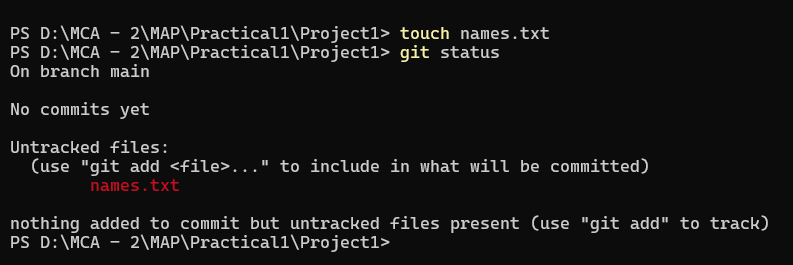 PS D:\MCA - 2\MAP\Practical1\Project1> touch names.txt
PS D:\MCA - 2\MAP\Practical1\Project1> git status
On branch main
No commits yet
Untracked files:
(use "git add <file>..." to include in what will be committed)
names.txt
nothing added to commit but untracked files present (use "git add" to track)
PS D:\MCA - 2\MAP\Practical1\Project1>